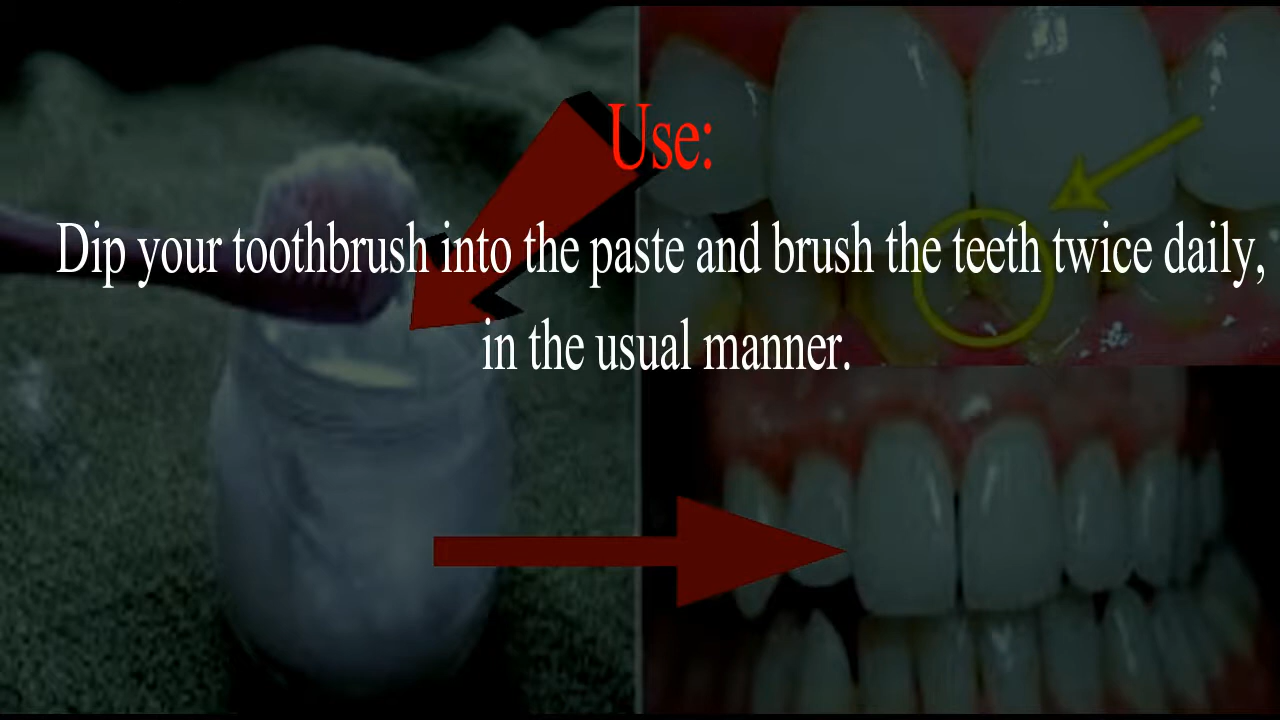 Use:
Dip your toothbrush into the paste and brush the teeth twice daily,
in the usual manner.